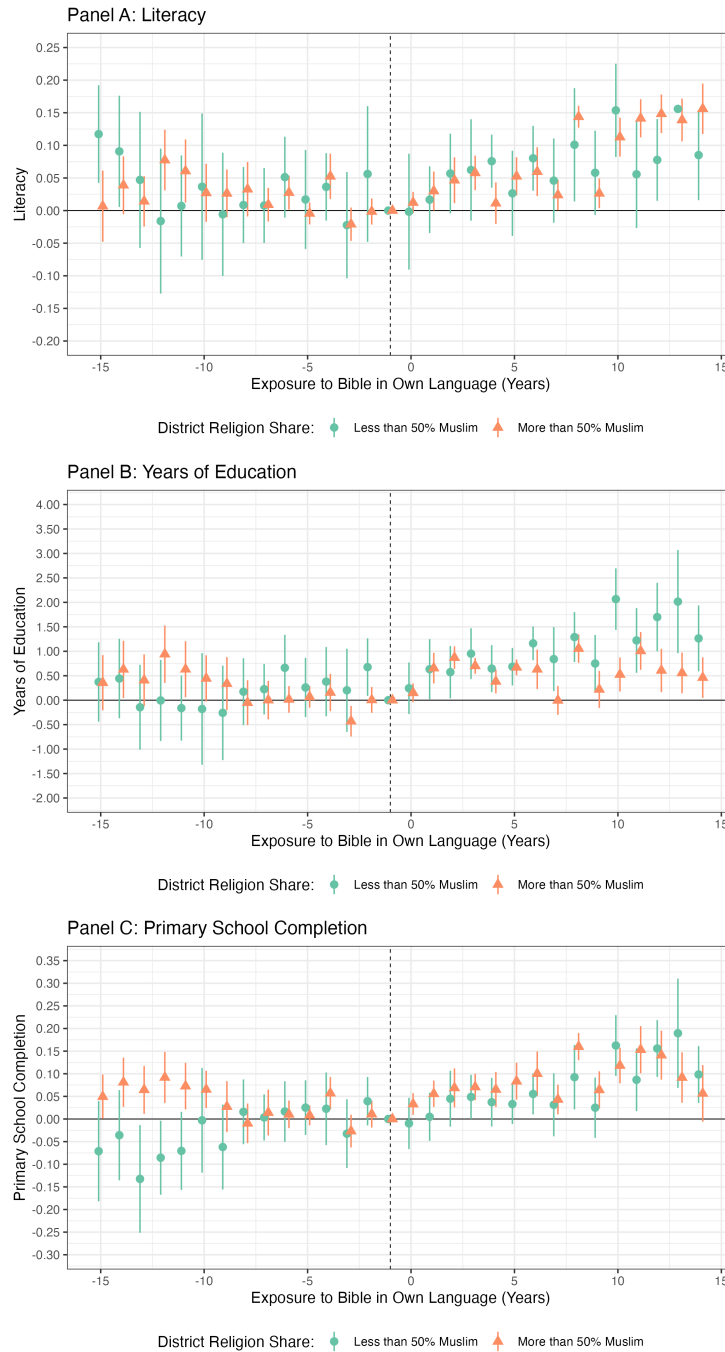 Panel A: Literacy
0.25
0.20
0.15
0.10
0.05
0.00
-0.05
-0.10
-0.15
-0.20
Literacy
-15 -10 -5 0 5 10 15
Exposure to Bible in Own Language (Years)
District Religion Share: Less than 50% Muslim More than 50% Muslim
Panel B: Years of Education
4.00
3.50
3.00
2.50
2.00
1.50
1.00
0.50
0.00
-0.50
-1.00
-1.50
-2.00
Years of Education
-15 -10 -5 0 5 10 15
Exposure to Bible in Own Language (Years)
District Religion Share: Less than 50% Muslim More than 50% Muslim
Panel C: Primary School Completion
0.35
0.30
0.25
0.20
0.15
0.10
0.05
0.00
-0.05
-0.10
-0.15
-0.20
-0.25
-0.30
Primary School Completion
-15 -10 -5 0 5 10 15
Exposure to Bible in Own Language (Years)
District Religion Share: Less than 50% Muslim More than 50% Muslim